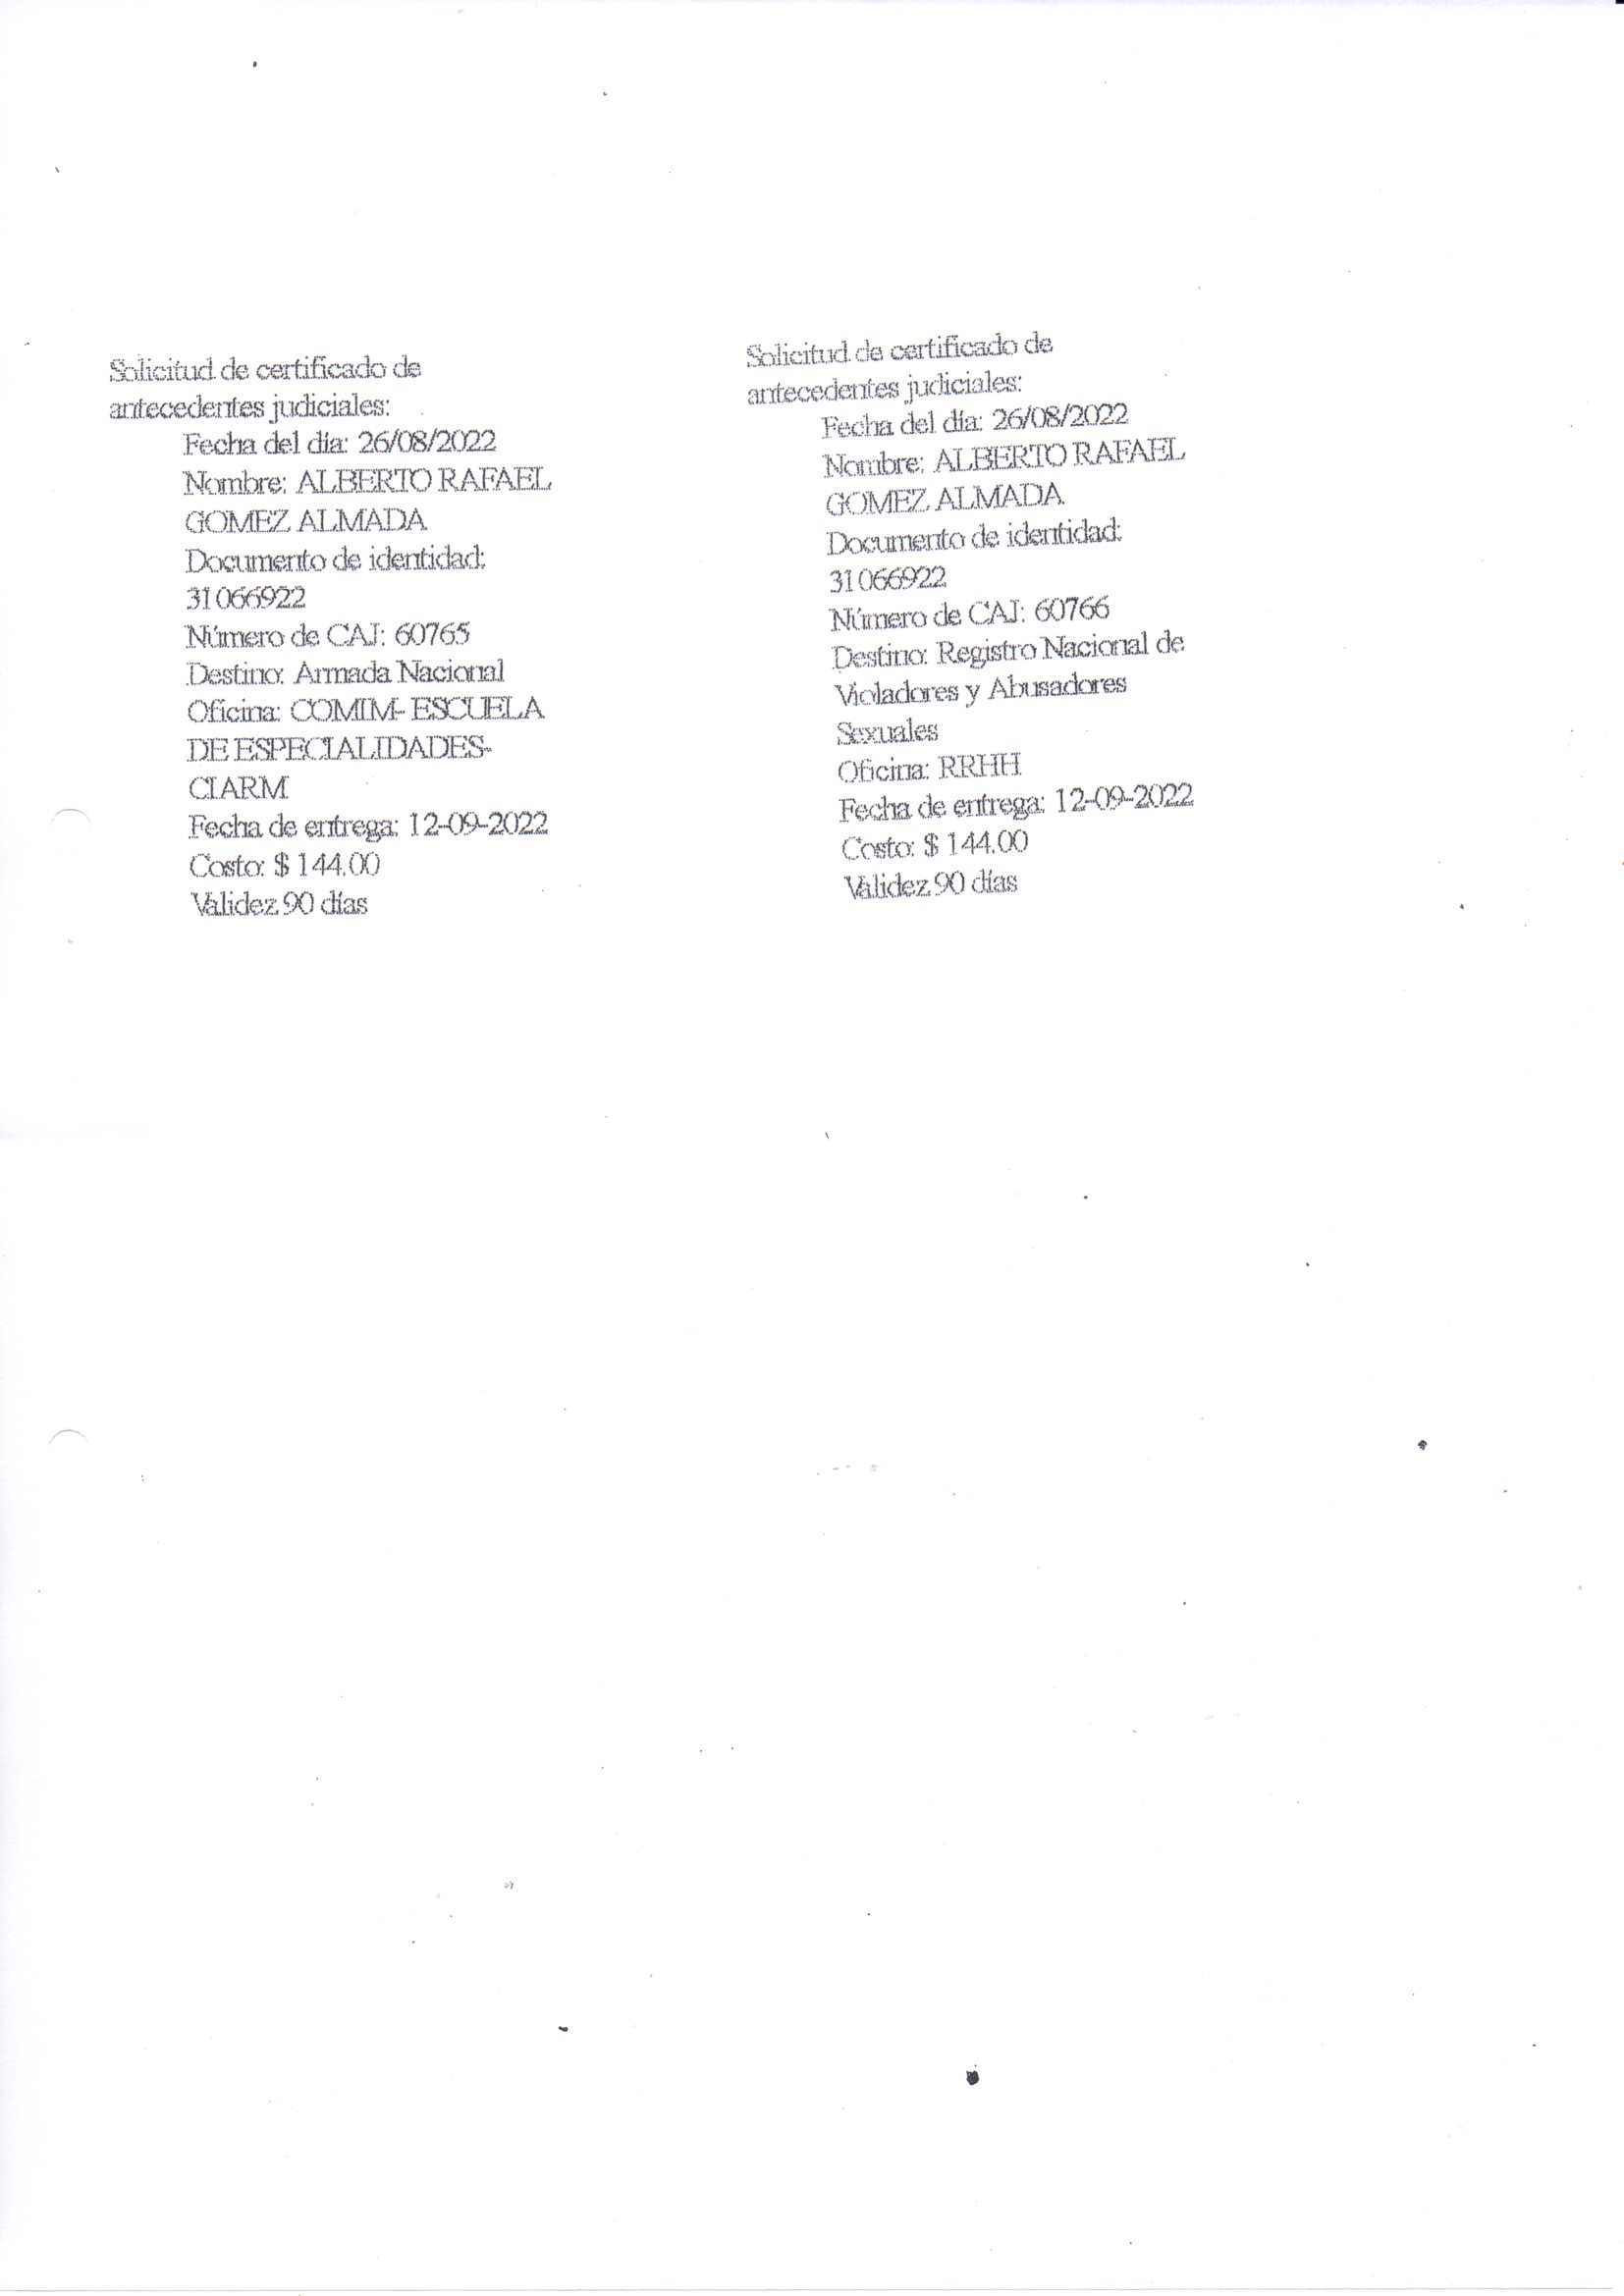 Solicitud de certificado de
antecedentes judiciales:
Fecha del día: 26/08/2022
Nombre: ALBERTO RAFAEL
GOMEZ ALMADA
Documento de identidad:
31066922
Número de CAJ: 60765
Destino: Armada Nacional
Oficina: COMIM- ESCUELA
DE ESPECIALIDADES-
CIARM
Fecha de entrega: 12-09-2022
Costo: $ 144.00
Validez 90 días
Solicitud de certificado de
antecedentes judiciales:
Fecha del día: 26/08/2022
Nombre: ALBERTO RAFAEL
GOMEZ ALMADA
Documento de identidad:
31066922
Número de CAJ: 60766
Destino: Registro Nacional de
Violadores y Abusadores
Sexuales
Oficina: RRHH
Fecha de entrega: 12-09-2022
Costo: $ 144.00
Validez 90 días